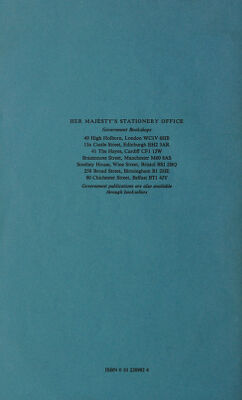 HER MAJESTY'S STATIONERY OFFICE
Government Bookshops
49 High Holborn, London WC1V 6HB
13a Castle Street, Edinburgh EH2 3AR
41 The Hayes, Cardiff CF1 1JW
Brazennose Street, Manchester M60 8AS
Southey House, Wine Street, Bristol BS1 2BQ
258 Broad Street, Birmingham B1 2HE
80 Chichester Street, Belfast BT1 4JY
Government publications are also available
through booksellers
ISBN 0 11